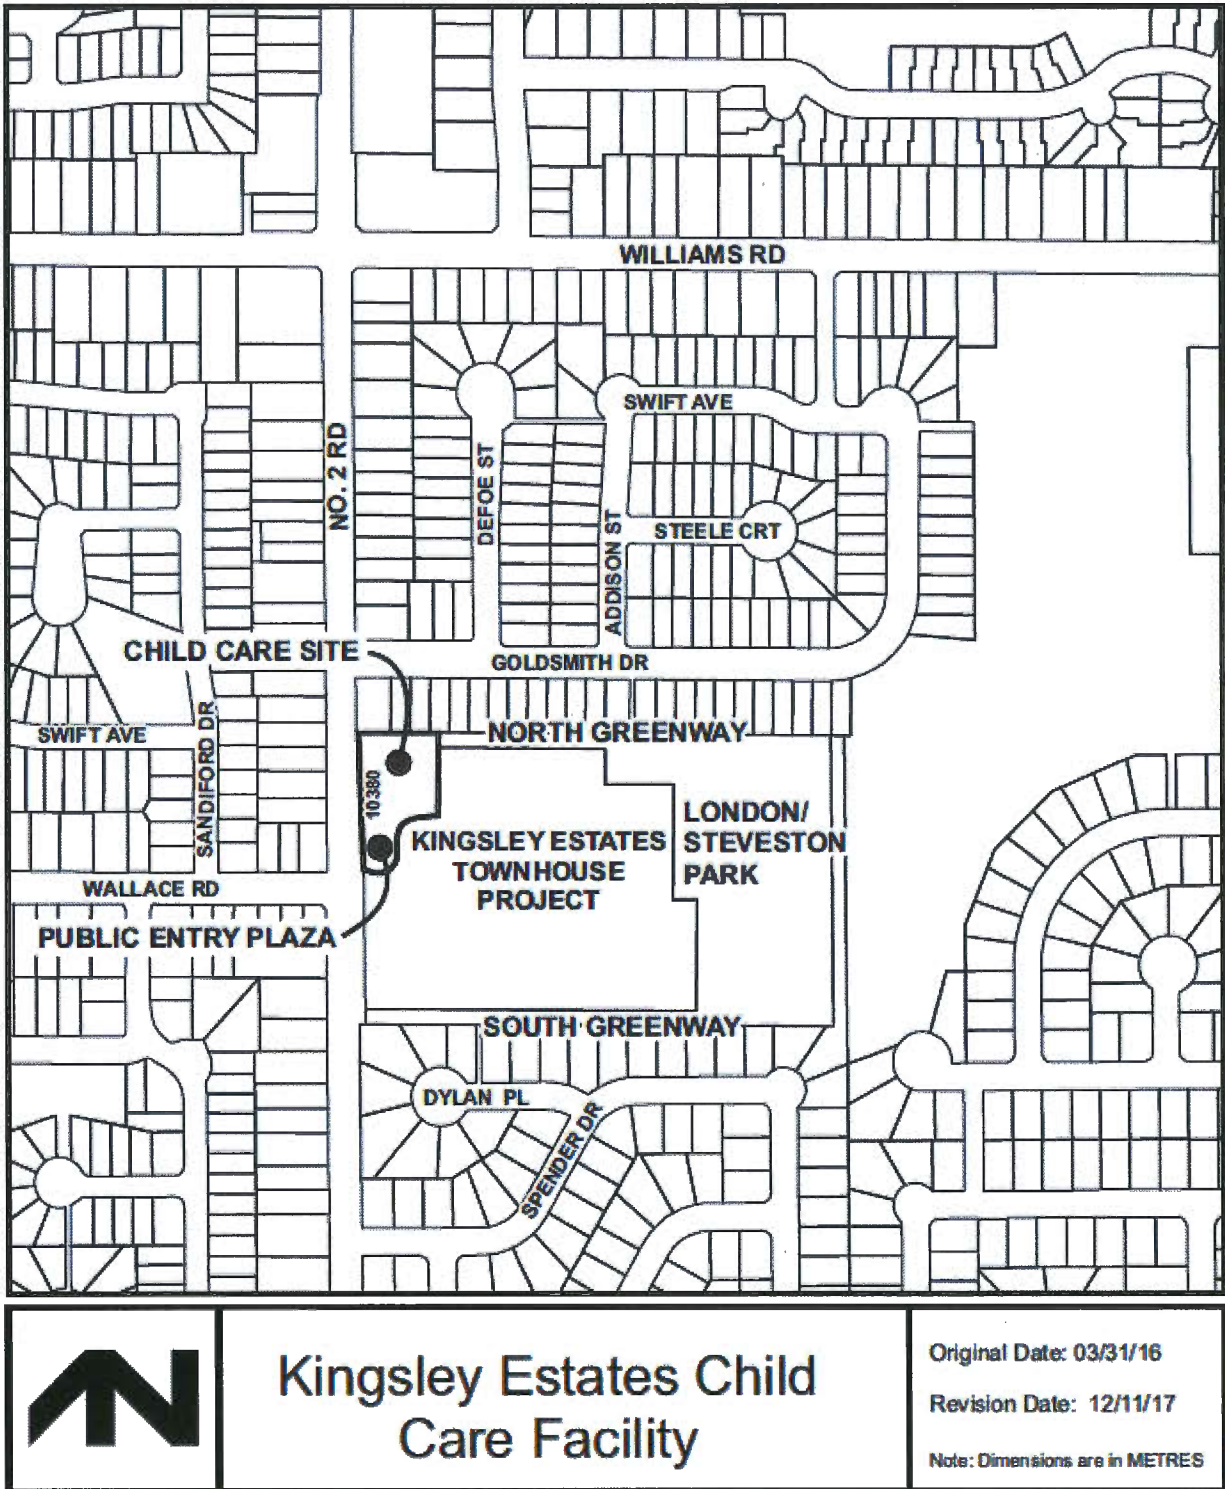 WILLIAMS RD
SWIFT AVE
NO. 2 RD
DEFOE ST
ADDISON ST
STEELE CRT
CHILD CARE SITE
GOLDSMITH DR
SANDIFORD DR
SWIFT AVE
NORTH GREENWAY
10380
LONDON/
STEVESTON
PARK
KINGSLEY ESTATES
TOWNHOUSE
PROJECT
WALLACE RD
PUBLIC ENTRY PLAZA
SOUTH GREENWAY
DYLAN PL
SPENDER DR
Kingsley Estates Child
Care Facility
Original Date: 03/31/16
Revision Date: 12/11/17
Note: Dimensions are in METRES